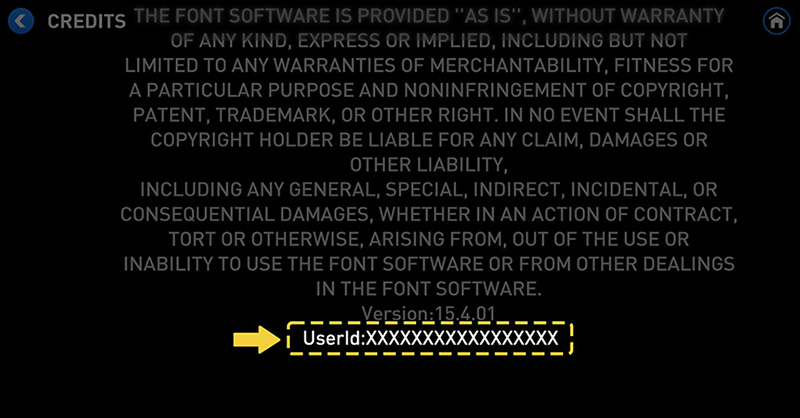 CREDITS
THE FONT SOFTWARE IS PROVIDED "AS IS", WITHOUT WARRANTY
OF ANY KIND, EXPRESS OR IMPLIED, INCLUDING BUT NOT
LIMITED TO ANY WARRANTIES OF MERCHANTABILITY, FITNESS FOR
A PARTICULAR PURPOSE AND NONINFRINGEMENT OF COPYRIGHT,
PATENT, TRADEMARK, OR OTHER RIGHT. IN NO EVENT SHALL THE
COPYRIGHT HOLDER BE LIABLE FOR ANY CLAIM, DAMAGES OR
OTHER LIABILITY,
INCLUDING ANY GENERAL, SPECIAL, INDIRECT, INCIDENTAL, OR
CONSEQUENTIAL DAMAGES, WHETHER IN AN ACTION OF CONTRACT,
TORT OR OTHERWISE, ARISING FROM, OUT OF THE USE OR
INABILITY TO USE THE FONT SOFTWARE OR FROM OTHER DEALINGS
IN THE FONT SOFTWARE.
Version:15.4.01
UserId:XXXXXXXXXXXXXXXXX